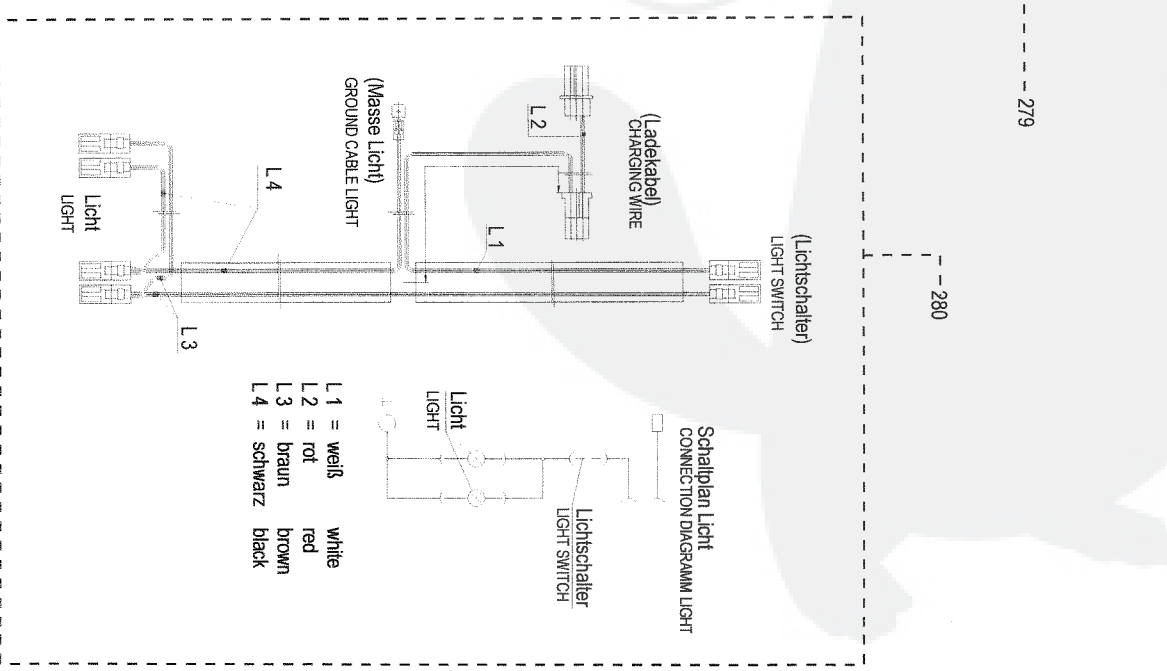 279
280
(Lichtschalter)
LIGHT SWITCH
(Ladekabel)
CHARGING WIRE
L 2
(Masse Licht)
GROUND CABLE LIGHT
L 1
L 4
Licht
LIGHT
L 3
Schaltplan Licht
CONNECTION DIAGRAMM LIGHT
Lichtschalter
LIGHT SWITCH
Licht
LIGHT
L 1 = weiß white
L 2 = rot red
L 3 = braun brown
L 4 = schwarz black